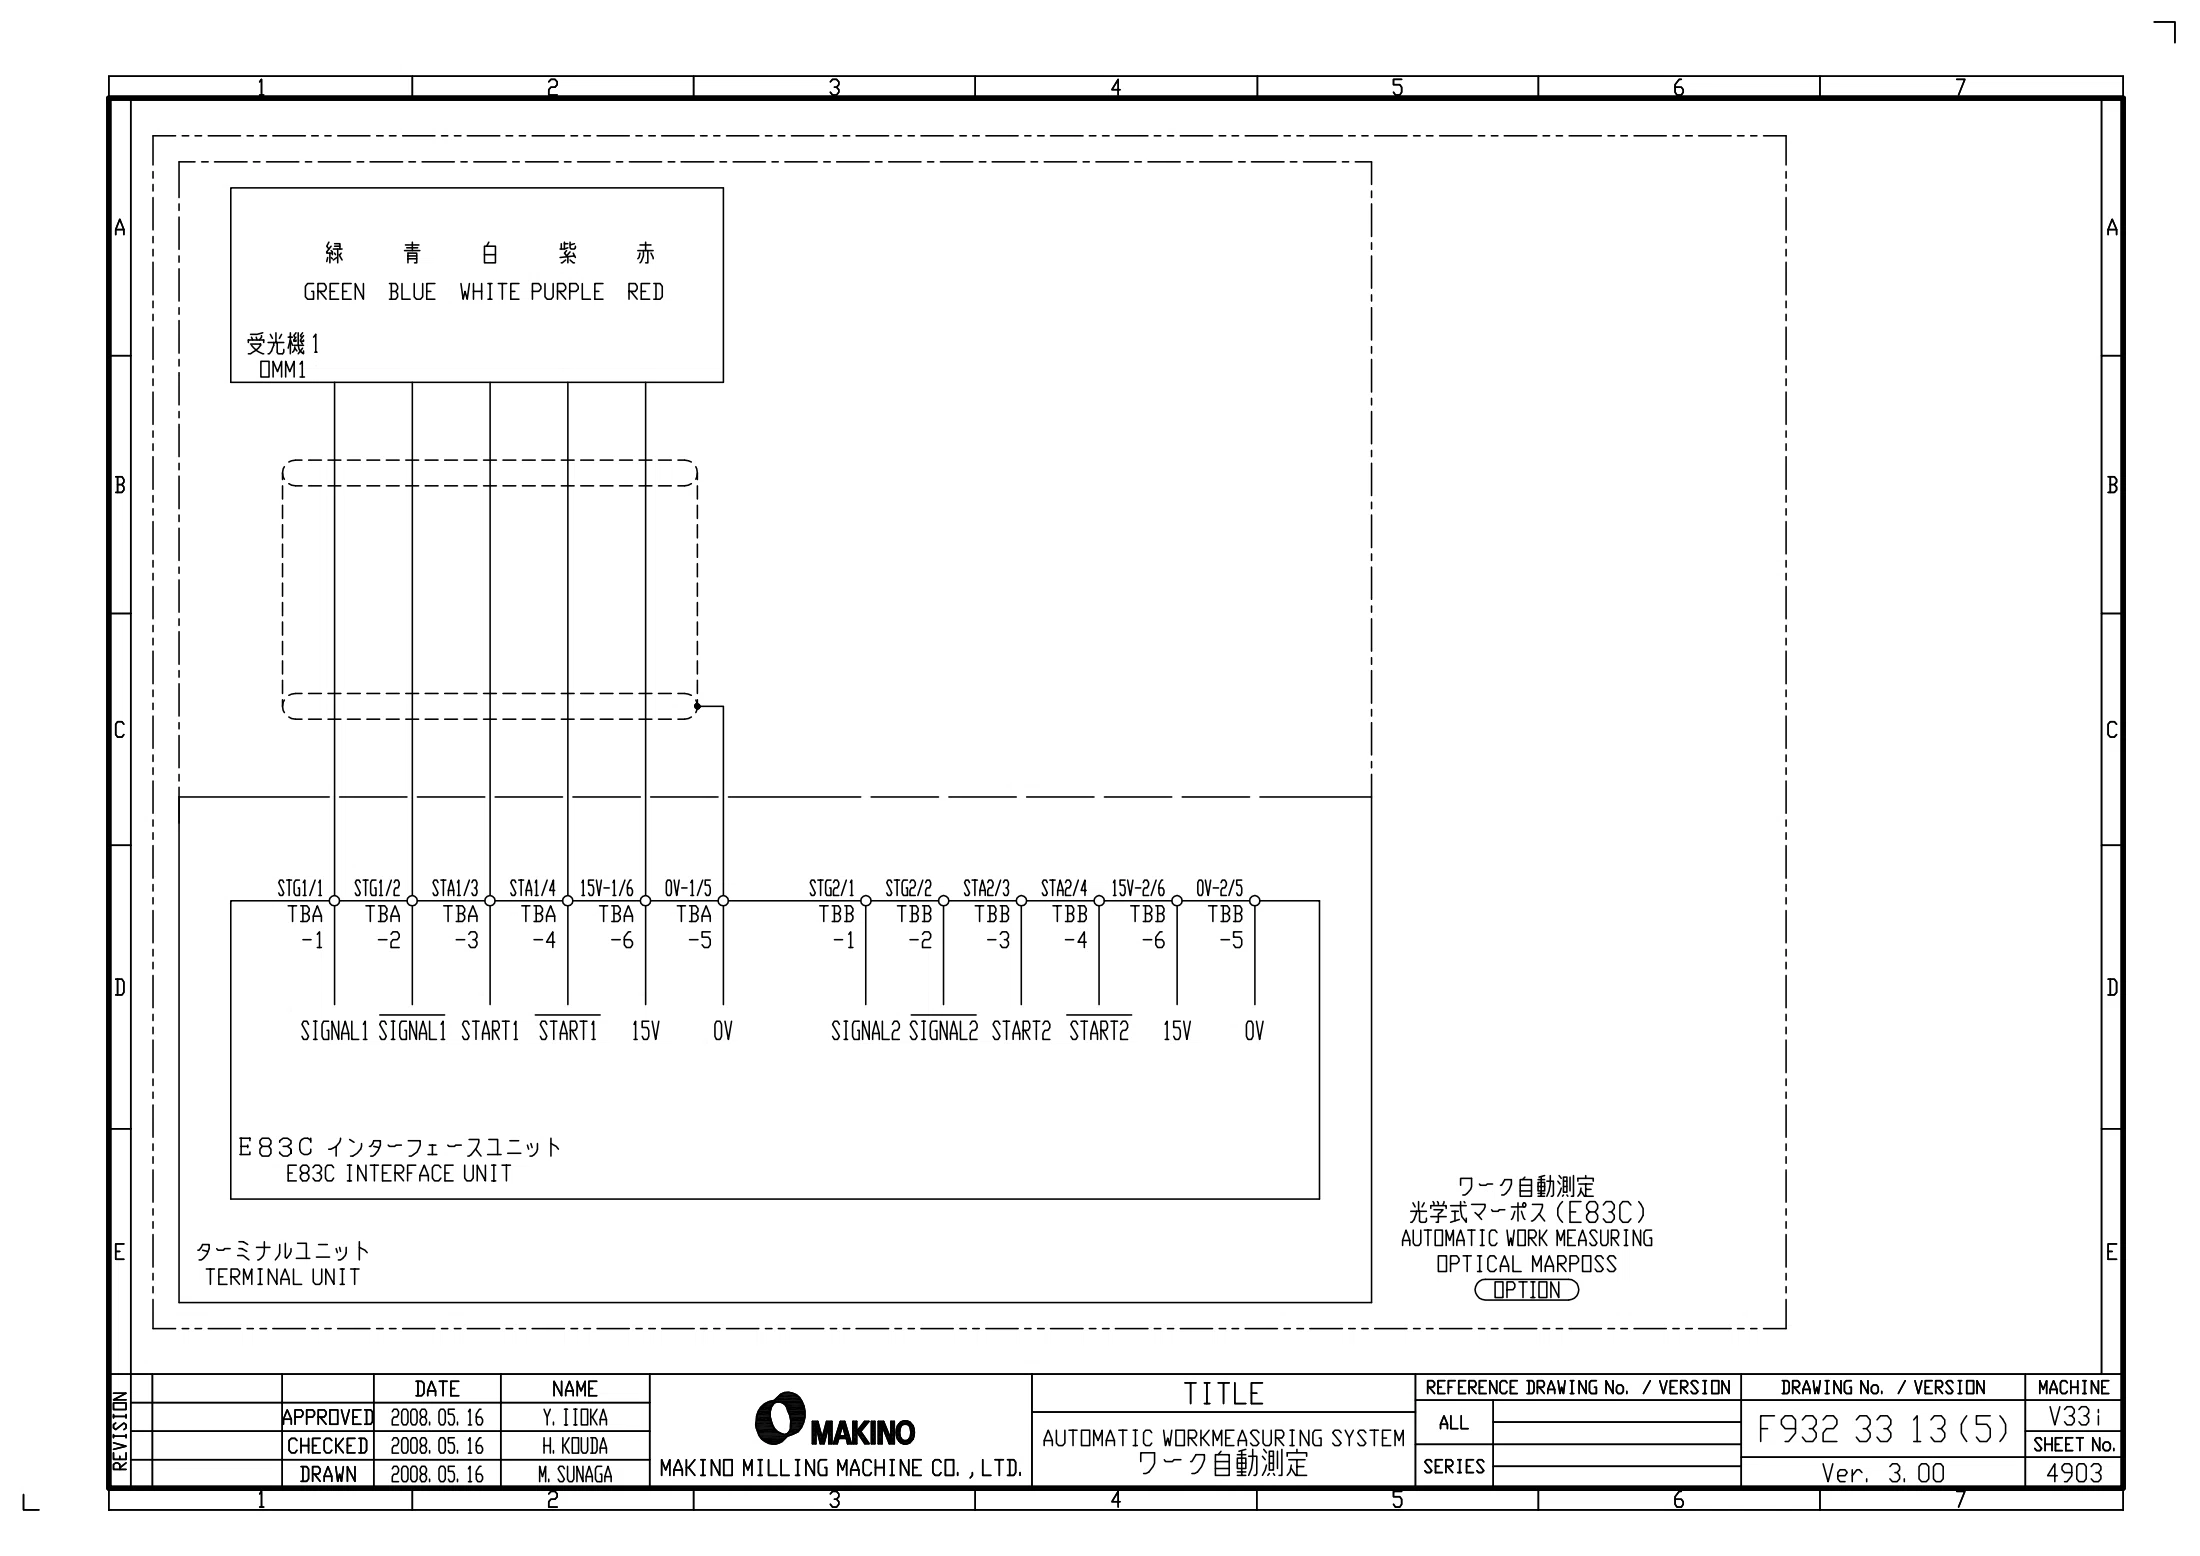 1 2 3 4 5 6 7
A A
緑 青 白 紫 赤
GREEN BLUE WHITE PURPLE RED
受光機1
OMM1
B B
C C
STG1/1 STG1/2 STA1/3 STA1/4 15V-1/6 0V-1/5 STG2/1 STG2/2 STA2/3 STA2/4 15V-2/6 0V-2/5
TBA TBA TBA TBA TBA TBA TBB TBB TBB TBB TBB TBB
-1 -2 -3 -4 -6 -5 -1 -2 -3 -4 -6 -5
D D
SIGNAL1 SIGNAL1 START1 START1 15V 0V SIGNAL2 SIGNAL2 START2 START2 15V 0V
E83C インターフェースユニット
E83C INTERFACE UNIT
ターミナルユニット
TERMINAL UNIT
ワーク自動測定
光学式マーポス(E83C)
AUTOMATIC WORK MEASURING
OPTICAL MARPOSS
OPTION
E E
REVISION
DATE NAME
APPROVED 2008.05.16 Y.IIOKA
CHECKED 2008.05.16 H.KOUDA
DRAWN 2008.05.16 M.SUNAGA
MAKINO
MAKINO MILLING MACHINE CO.,LTD.
TITLE
AUTOMATIC WORKMEASURING SYSTEM
ワーク自動測定
REFERENCE DRAWING No. / VERSION
ALL
SERIES
DRAWING No. / VERSION
F932 33 13(5)
Ver. 3.00
MACHINE
V33i
SHEET No.
4903
1 2 3 4 5 6 7